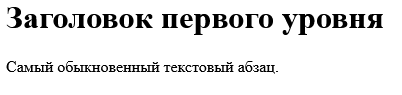 Заголовок первого уровня
Самый обыкновенный текстовый абзац.